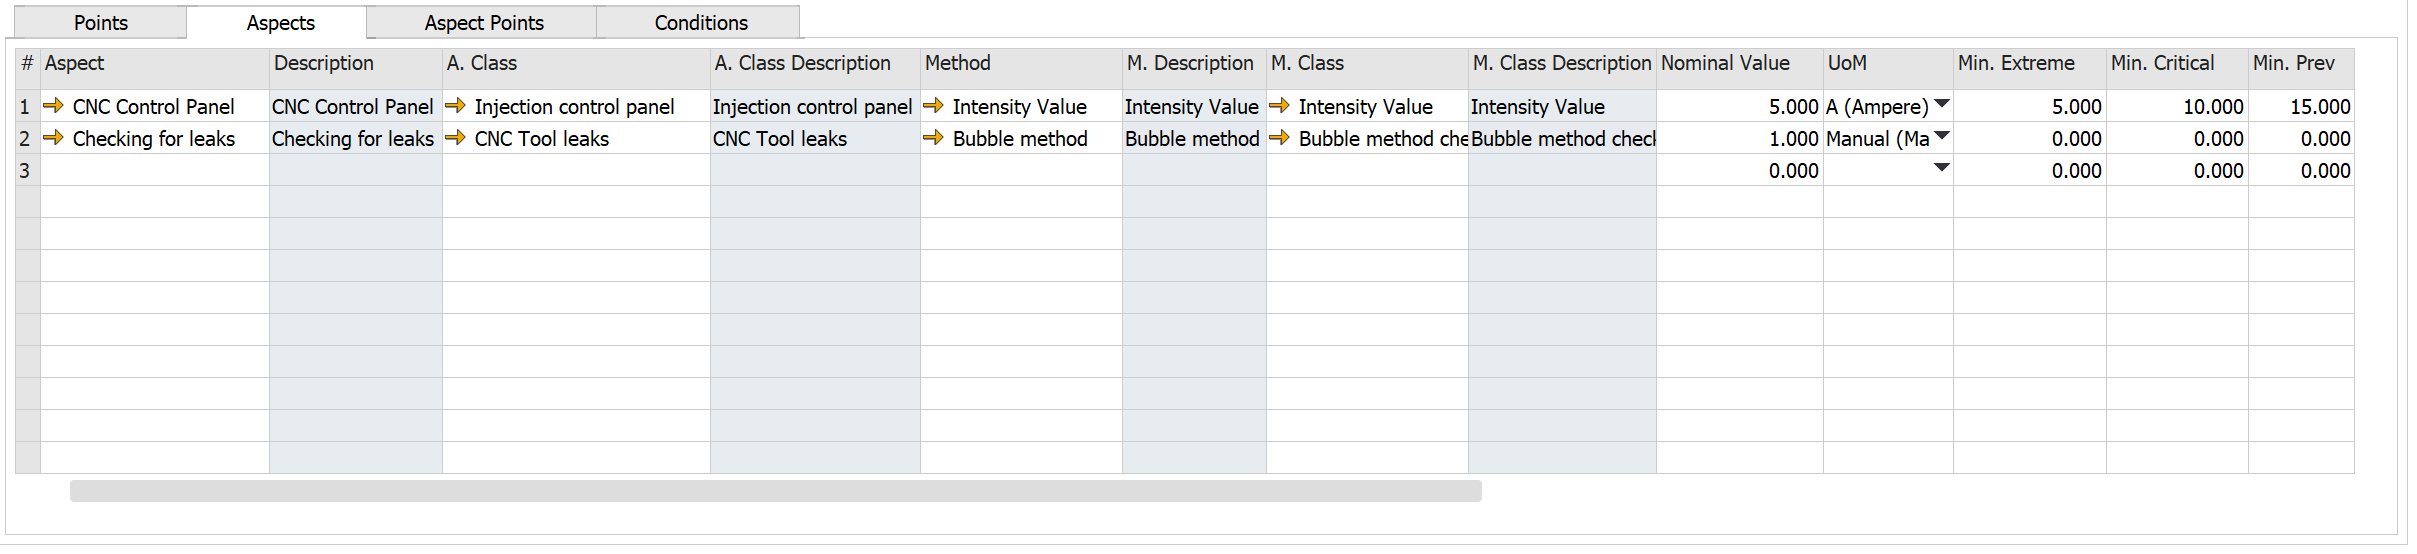 Points Aspects Aspect Points Conditions
# Aspect Description A. Class A. Class Description Method M. Description M. Class M. Class Description Nominal Value UoM Min. Extreme Min. Critical Min. Prev
1 CNC Control Panel CNC Control Panel Injection control panel Injection control panel Intensity Value Intensity Value Intensity Value Intensity Value 5.000 A (Ampere) 5.000 10.000 15.000
2 Checking for leaks Checking for leaks CNC Tool leaks CNC Tool leaks Bubble method Bubble method Bubble method che Bubble method check 1.000 Manual (Ma 0.000 0.000 0.000
3 0.000 0.000 0.000 0.000